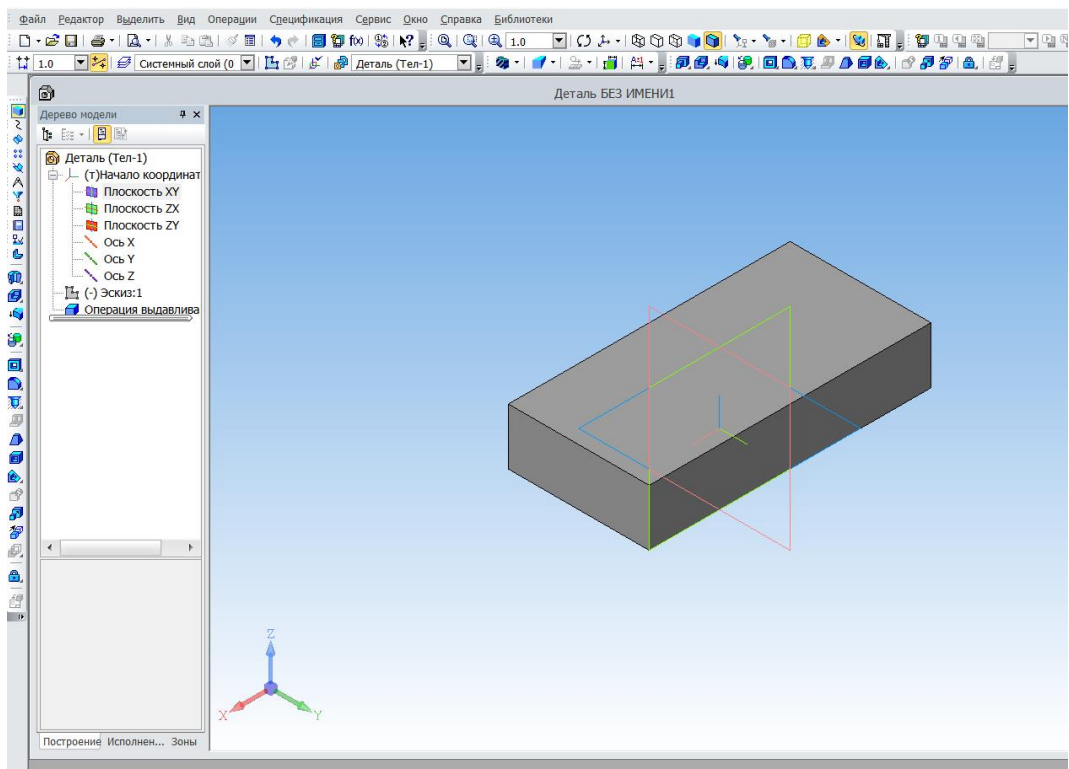 Файл Редактор Выделить Вид Операции Спецификация Сервис Окно Справка Библиотеки
f(x) 1.0
1.0 Системный слой (0 Деталь (Тел-1)
Деталь БЕЗ ИМЕНИ1
Дерево модели
Деталь (Тел-1)
(т)Начало координат
Плоскость XY
Плоскость ZX
Плоскость ZY
Ось X
Ось Y
Ось Z
(-) Эскиз:1
Операция выдавлива
Z
X
Y
Построение Исполнен... Зоны